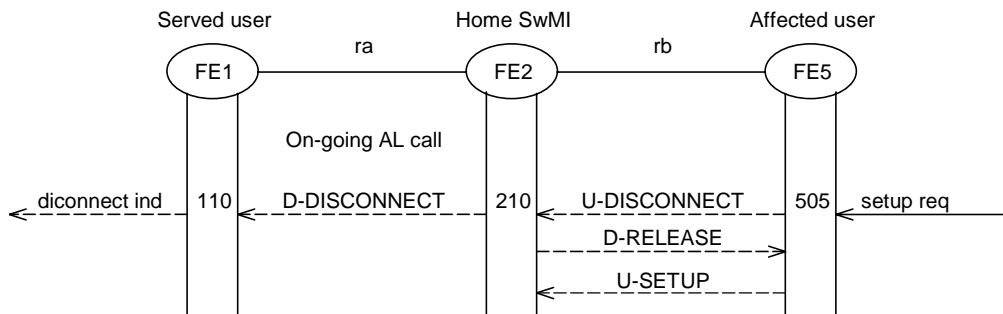 Served user
Home SwMI
Affected user
ra
rb
FE1
FE2
FE5
On-going AL call
diconnect ind
110
D-DISCONNECT
210
U-DISCONNECT
505
setup req
D-RELEASE
U-SETUP